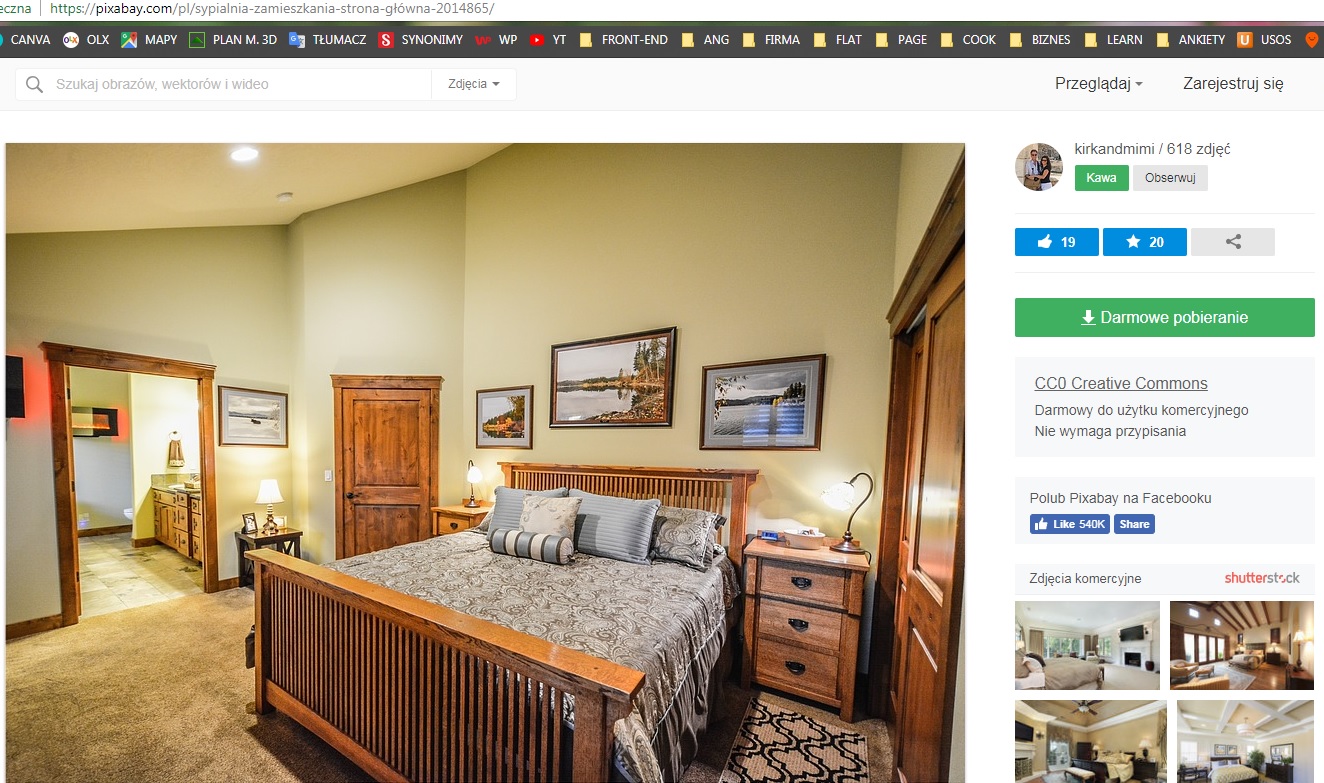 eczna https://pixabay.com/pl/sypialnia-zamieszkania-strona-główna-2014865/
CANVA OLX MAPY PLAN M. 3D TŁUMACZ S SYNONIMY WP WP YT FRONT-END ANG FIRMA FLAT PAGE COOK BIZNES LEARN ANKIETY U USOS
Szukaj obrazów, wektorów i wideo
Zdjęcia
Przeglądaj
Zarejestruj się
kirkandmimi / 618 zdjęć
Kawa
Obserwuj
19
20
Darmowe pobieranie
CC0 Creative Commons
Darmowy do użytku komercyjnego
Nie wymaga przypisania
Polub Pixabay na Facebooku
Like 540K
Share
Zdjęcia komercyjne
shutterstock